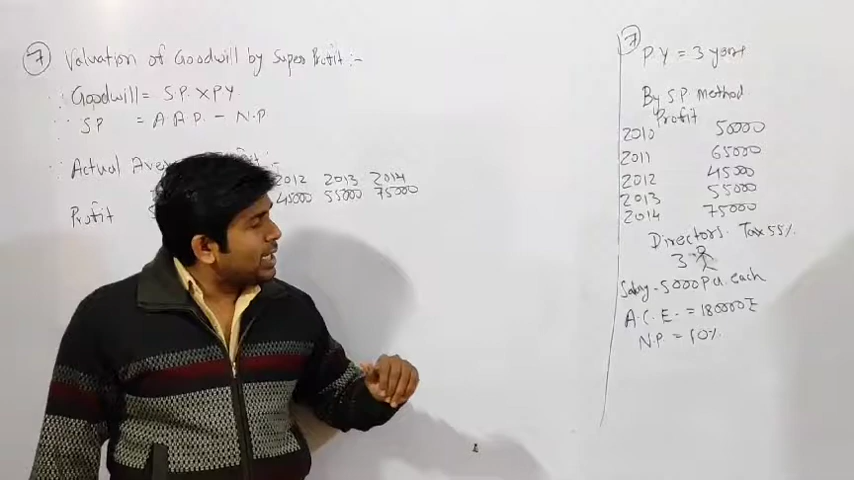 7 Valuation of Goodwill by Super Profit :-
∴ Goodwill = S.P. X P.Y
∴ SP = A.A.P. - N.P
∴ Actual
2012 2013 2014
Profit 45000 55000 75000
7 P.Y = 3 years
By S.P. method
Profit
2010 50000
2011 65000
2012 45000
2013 55000
2014 75000
Directors. Tax 55%
3
Salary - 5000 P.a. each
A.C.E. = 180000
N.P = 10%